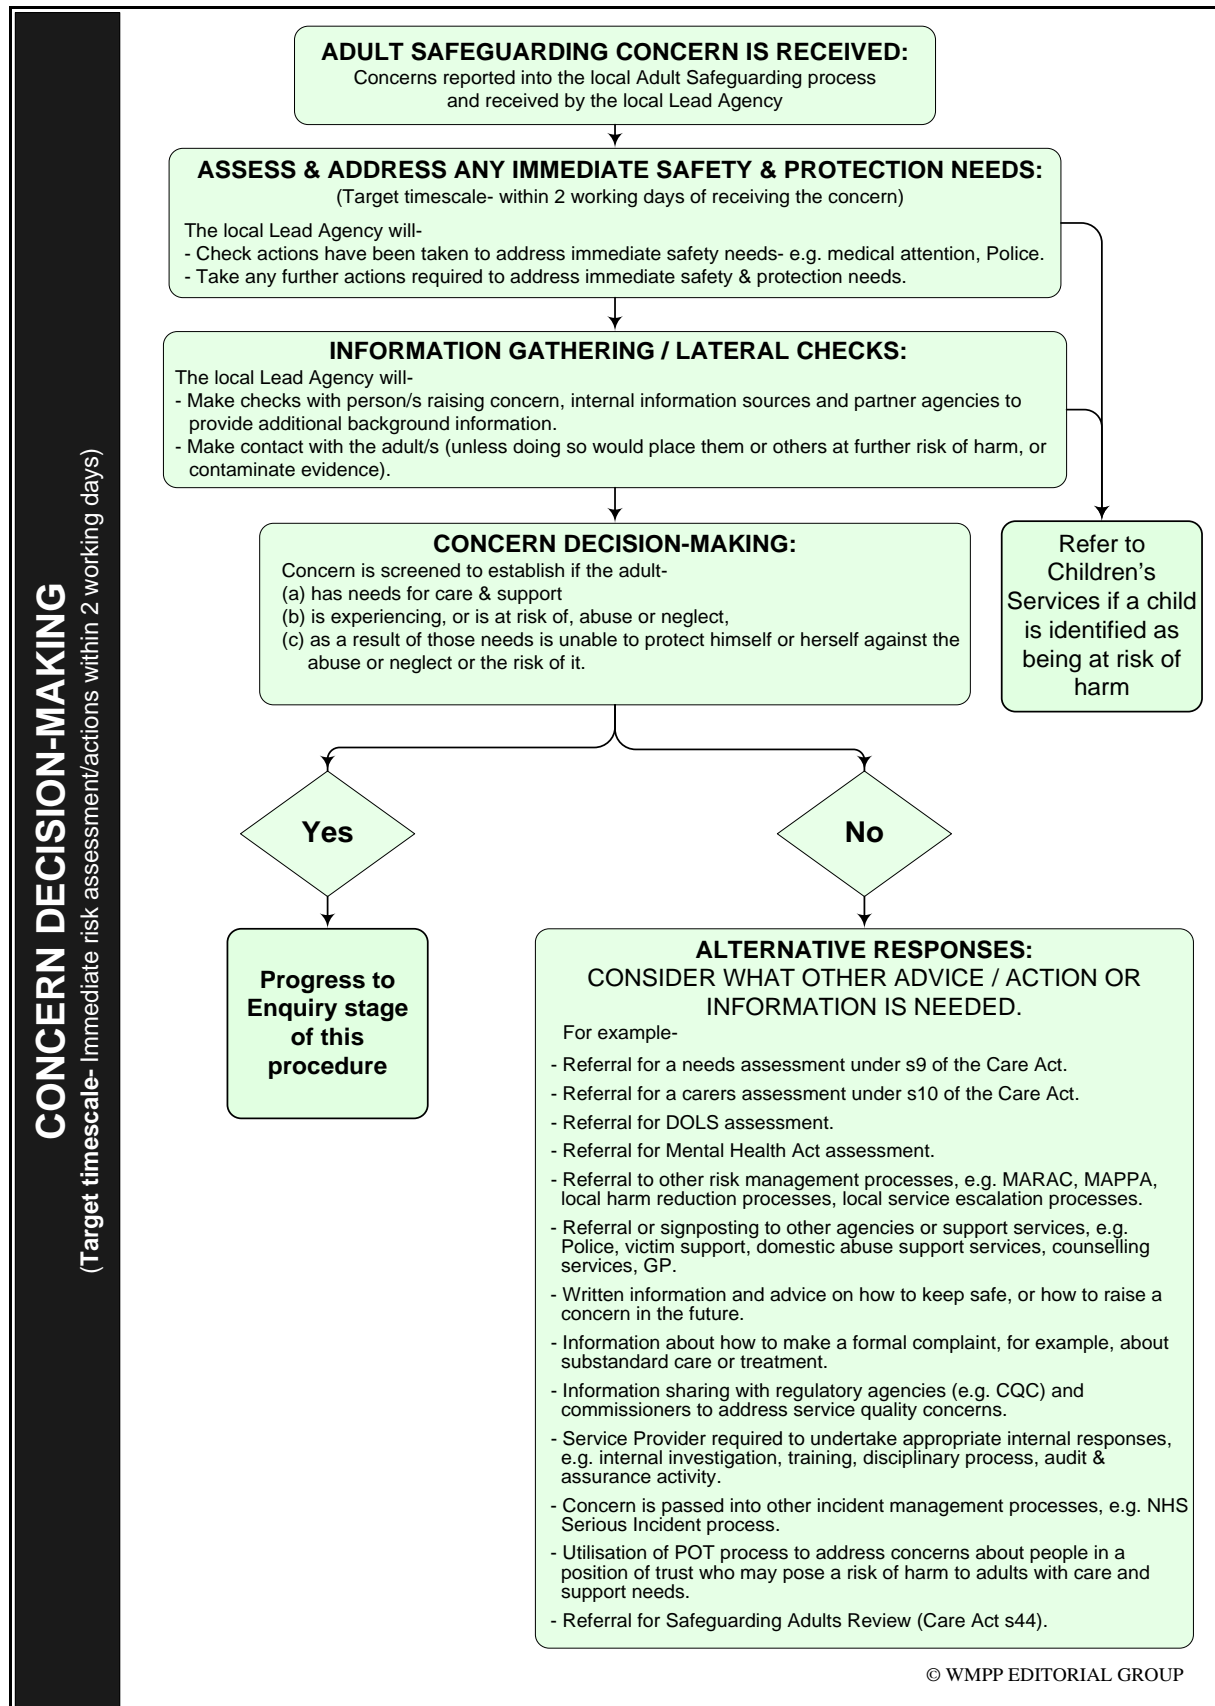 CONCERN DECISION-MAKING
(Target timescale- Immediate risk assessment/actions within 2 working days)
ADULT SAFEGUARDING CONCERN IS RECEIVED:
Concerns reported into the local Adult Safeguarding process
and received by the local Lead Agency
ASSESS & ADDRESS ANY IMMEDIATE SAFETY & PROTECTION NEEDS:
(Target timescale- within 2 working days of receiving the concern)
The local Lead Agency will-
- Check actions have been taken to address immediate safety needs- e.g. medical attention, Police.
- Take any further actions required to address immediate safety & protection needs.
INFORMATION GATHERING / LATERAL CHECKS:
The local Lead Agency will-
- Make checks with person/s raising concern, internal information sources and partner agencies to
provide additional background information.
- Make contact with the adult/s (unless doing so would place them or others at further risk of harm, or
contaminate evidence).
CONCERN DECISION-MAKING:
Concern is screened to establish if the adult-
(a) has needs for care & support
(b) is experiencing, or is at risk of, abuse or neglect,
(c) as a result of those needs is unable to protect himself or herself against the
abuse or neglect or the risk of it.
Refer to
Children's
Services if a child
is identified as
being at risk of
harm
Yes
No
Progress to
Enquiry stage
of this
procedure
ALTERNATIVE RESPONSES:
CONSIDER WHAT OTHER ADVICE / ACTION OR
INFORMATION IS NEEDED.
For example-
- Referral for a needs assessment under s9 of the Care Act.
- Referral for a carers assessment under s10 of the Care Act.
- Referral for DOLS assessment.
- Referral for Mental Health Act assessment.
- Referral to other risk management processes, e.g. MARAC, MAPPA,
local harm reduction processes, local service escalation processes.
- Referral or signposting to other agencies or support services, e.g.
Police, victim support, domestic abuse support services, counselling
services, GP.
- Written information and advice on how to keep safe, or how to raise a
concern in the future.
- Information about how to make a formal complaint, for example, about
substandard care or treatment.
- Information sharing with regulatory agencies (e.g. CQC) and
commissioners to address service quality concerns.
- Service Provider required to undertake appropriate internal responses,
e.g. internal investigation, training, disciplinary process, audit &
assurance activity.
- Concern is passed into other incident management processes, e.g. NHS
Serious Incident process.
- Utilisation of POT process to address concerns about people in a
position of trust who may pose a risk of harm to adults with care and
support needs.
- Referral for Safeguarding Adults Review (Care Act s44).
© WMPP EDITORIAL GROUP